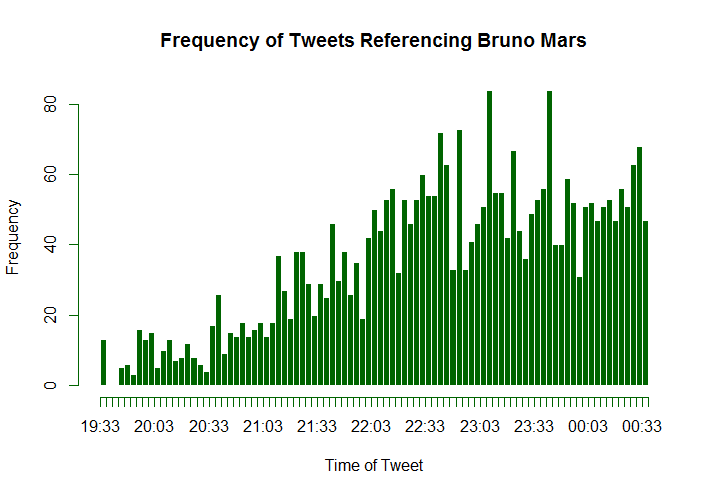 Frequency of Tweets Referencing Bruno Mars
80
60
40
20
0
Frequency
19:33 20:03 20:33 21:03 21:33 22:03 22:33 23:03 23:33 00:03 00:33
Time of Tweet